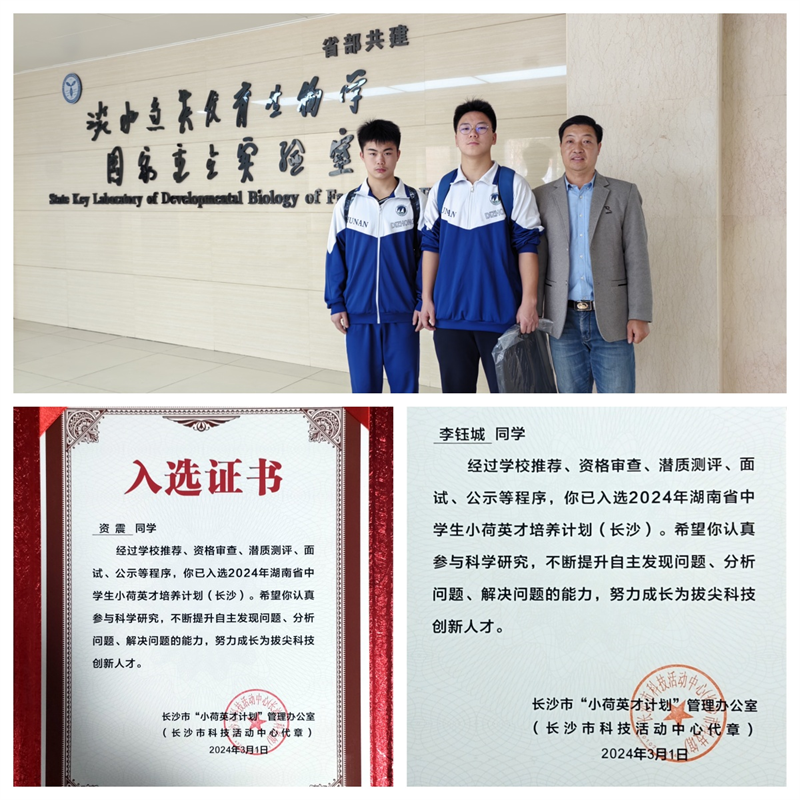 省部共建
淡水鱼类发育生物学
国家重点实验室
State Key Laboratory of Developmental Biology of
入选证书
资震 同学
经过学校推荐、资格审查、潜质测评、面
试、公示等程序，你已入选2024年湖南省中
学生小荷英才培养计划（长沙）。希望你认真
参与科学研究，不断提升自主发现问题、分析
问题、解决问题的能力，努力成长为拔尖科技
创新人才。
长沙市“小荷英才计划”管理办公室
（长沙市科技活动中心代章）
2024年3月1日
李钰城 同学
经过学校推荐、资格审查、潜质测评、面
试、公示等程序，你已入选2024年湖南省中
学生小荷英才培养计划（长沙）。希望你认真
参与科学研究，不断提升自主发现问题、分析
问题、解决问题的能力，努力成长为拔尖科技
创新人才。
长沙市“小荷英才计划”管理办公室
（长沙市科技活动中心代章）
2024年3月1日